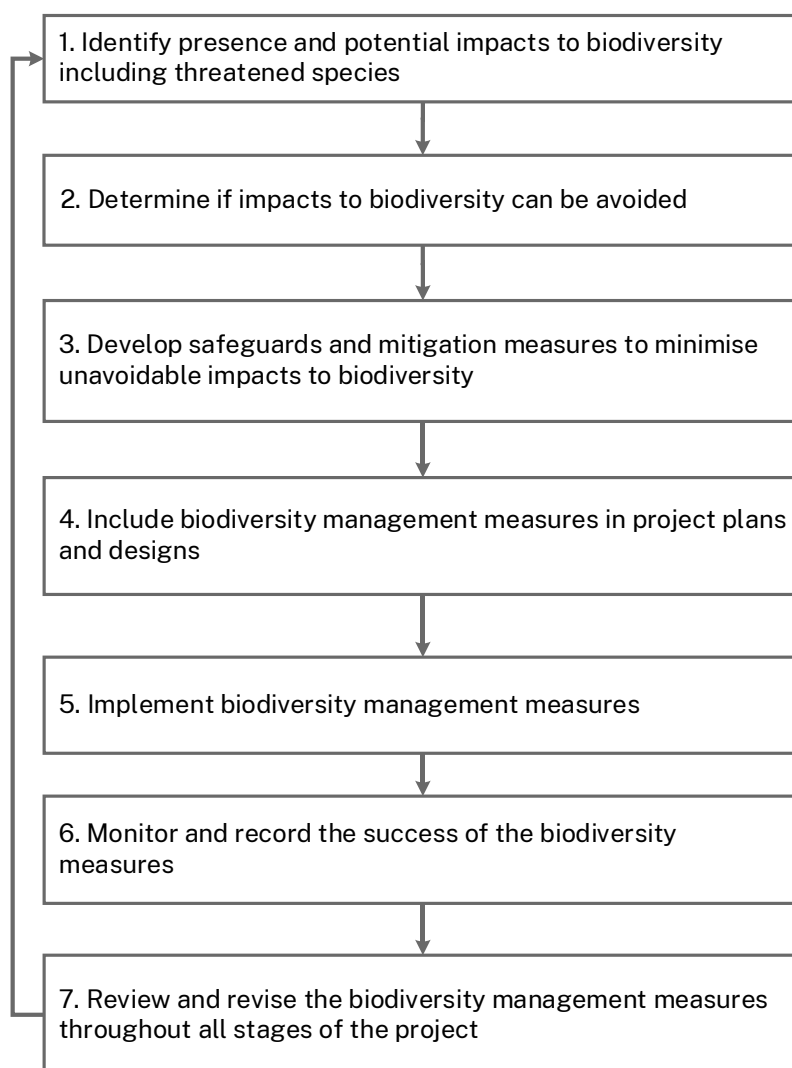 1. Identify presence and potential impacts to biodiversity
including threatened species
2. Determine if impacts to biodiversity can be avoided
3. Develop safeguards and mitigation measures to minimise
unavoidable impacts to biodiversity
4. Include biodiversity management measures in project plans
and designs
5. Implement biodiversity management measures
6. Monitor and record the success of the biodiversity
measures
7. Review and revise the biodiversity management measures
throughout all stages of the project